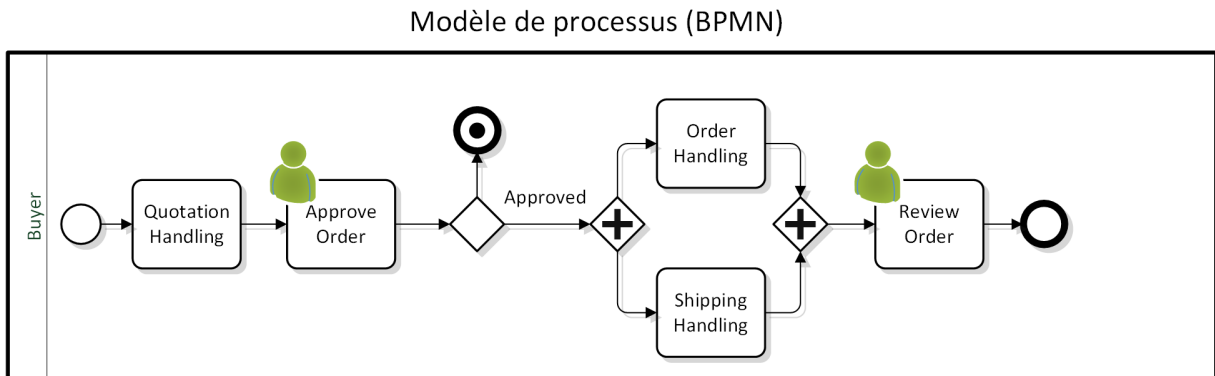 Modèle de processus (BPMN)
Buyer
Quotation
Handling
Approve
Order
Approved
Order
Handling
Shipping
Handling
Review
Order